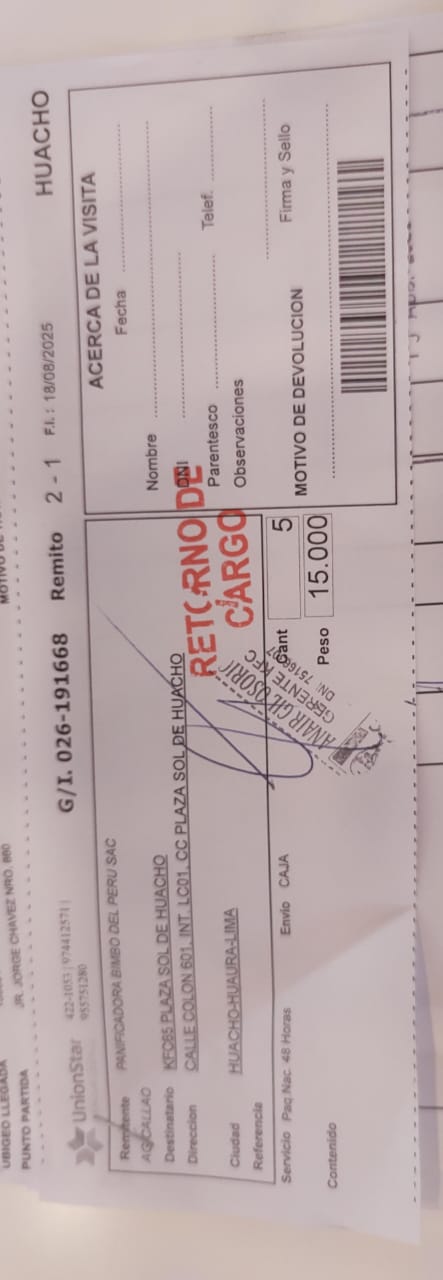 UBIGEO LLEGADA
PUNTO PARTIDA
JR. JORGE CHAVEZ NRO. 860
UnionStar
422-1053 | 974412571 |
955751280
G/I. 026-191668 Remito 2 - 1 F.I.: 18/08/2025 HUACHO
Remitente PANIFICADORA BIMBO DEL PERU SAC
AG CALLAO
Destinatario KFC65 PLAZA SOL DE HUACHO
Direccion CALLE COLON 601, INT. LC01, CC PLAZA SOL DE HUACHO
Ciudad HUACHO-HUAURA-LIMA
Referencia
Servicio Paq Nac. 48 Horas Envio CAJA Cant 5
Peso 15.000
Contenido
RETORNO DE
CARGO
GERENTE KFC
ACERCA DE LA VISITA
Fecha
Nombre
DNI
Parentesco Telef.
Observaciones
Firma y Sello
MOTIVO DE DEVOLUCION